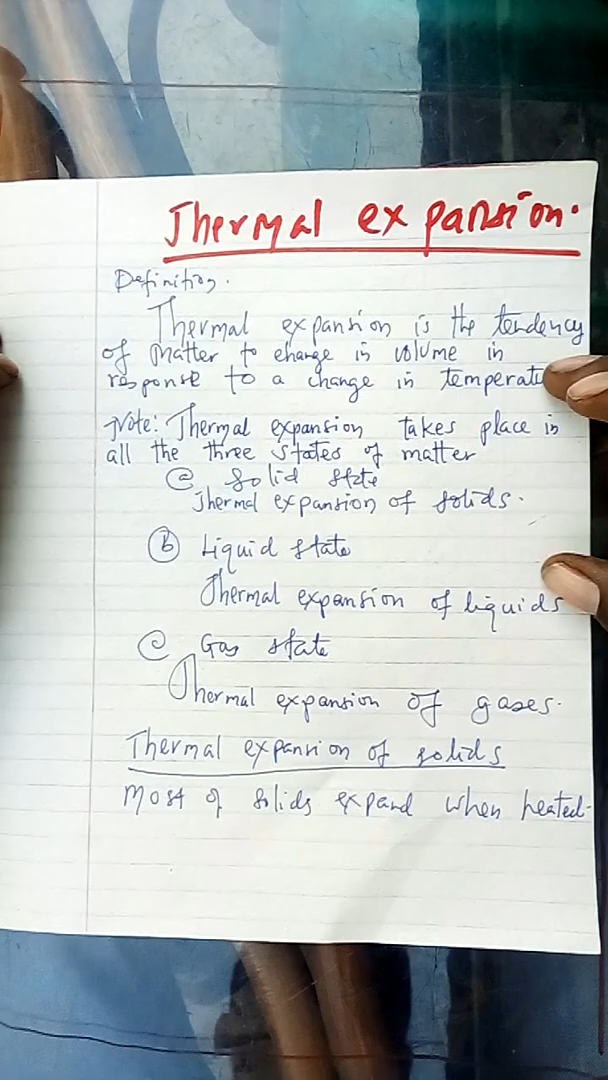 Thermal expansion.
Definition.
Thermal expansion is the tendency
of matter to change in volume in
response to a change in temperatu
Note: Thermal expansion takes place in
all the three states of matter
a solid state
Thermal expansion of solids.
b Liquid state
Thermal expansion of liquids
c Gas state
Thermal expansion of gases.
Thermal expansion of solids
Most of solids expand when heated.